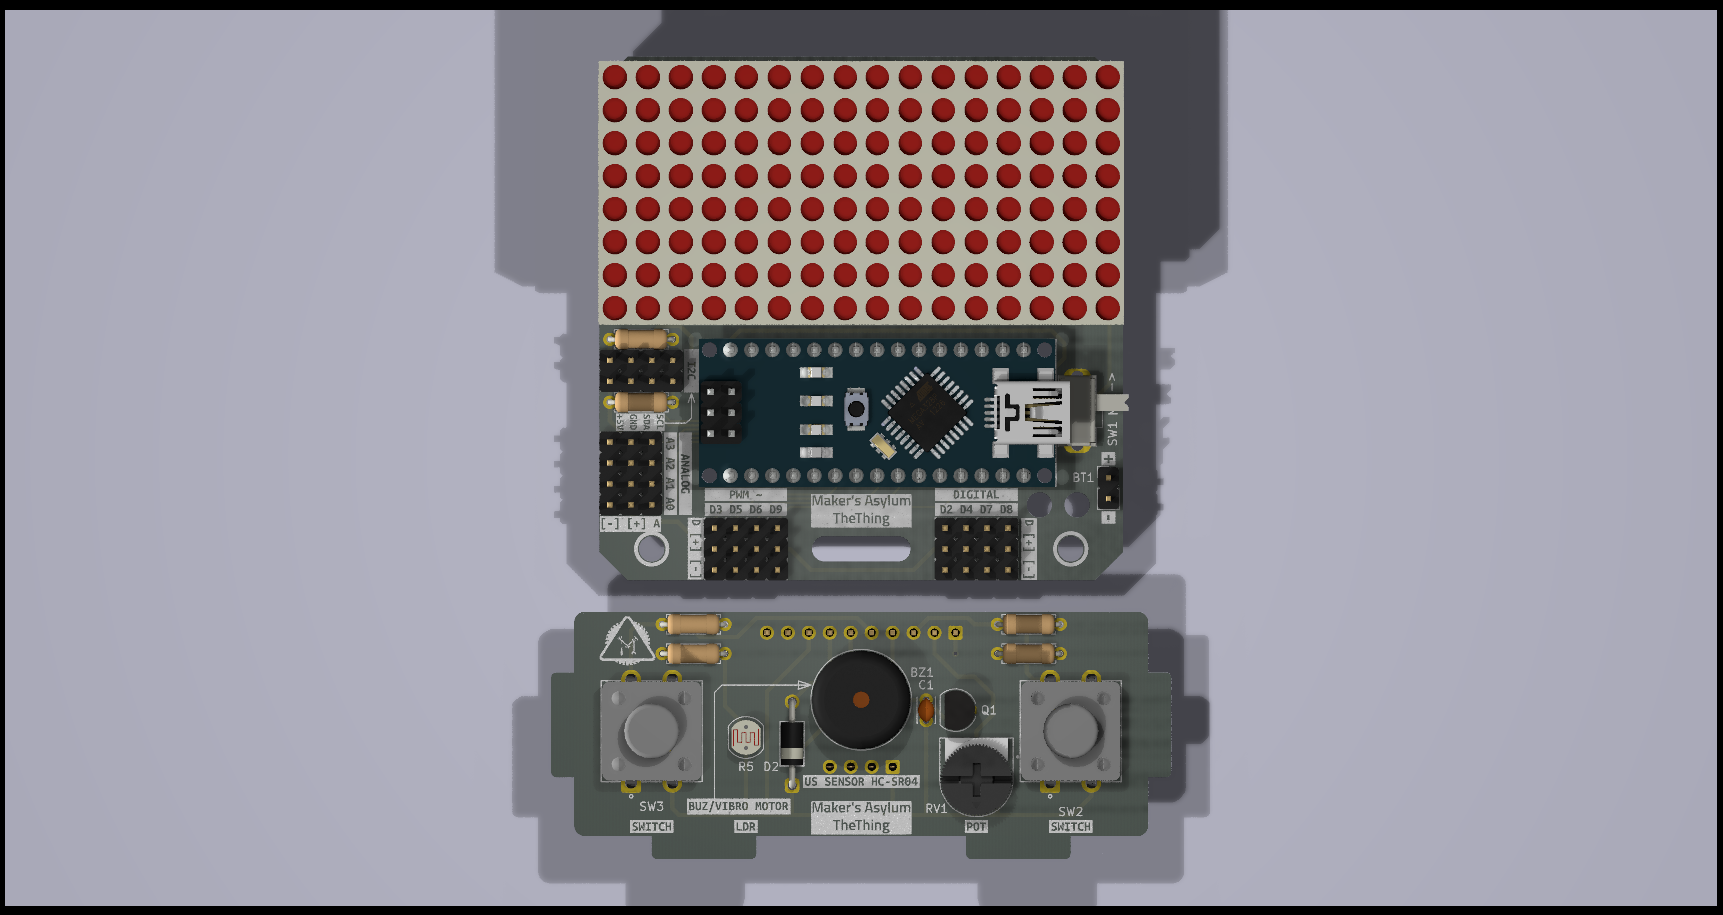 I2C
+5V
GND
SDA
SCL
SW1
BT1
+
-
A3 A2 A1 A0
ANALOG
[-] [+] A
PWM ~
D3 D5 D6 D9
D
[+]
[-]
Maker's Asylum
TheThing
DIGITAL
D2 D4 D7 D8
D
[+]
[-]
BZ1
C1
Q1
R5
D2
US SENSOR HC-SR04
SW3
BUZ/VIBRO MOTOR
Maker's Asylum
TheThing
RV1
SW2
SWITCH
LDR
POT
SWITCH